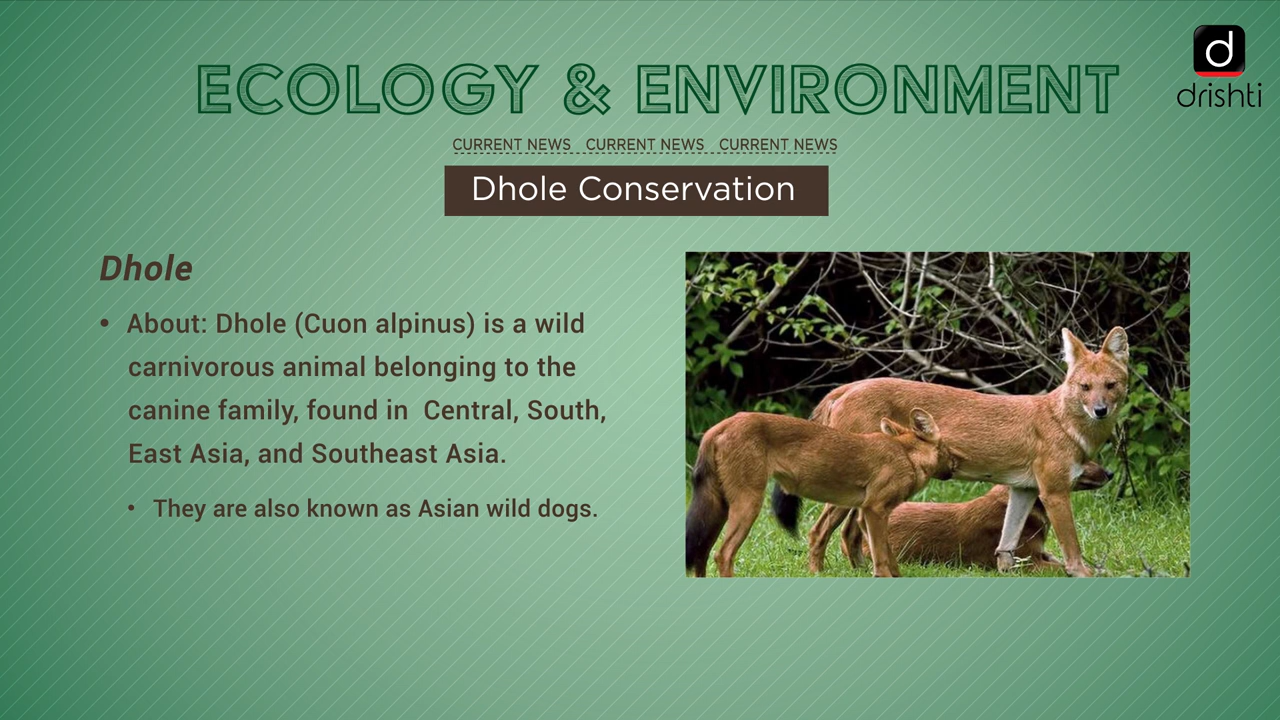 ECOLOGY & ENVIRONMENT
d
drishti
CURRENT NEWS CURRENT NEWS CURRENT NEWS
Dhole Conservation
Dhole
• About: Dhole (Cuon alpinus) is a wild
carnivorous animal belonging to the
canine family, found in Central, South,
East Asia, and Southeast Asia.
• They are also known as Asian wild dogs.